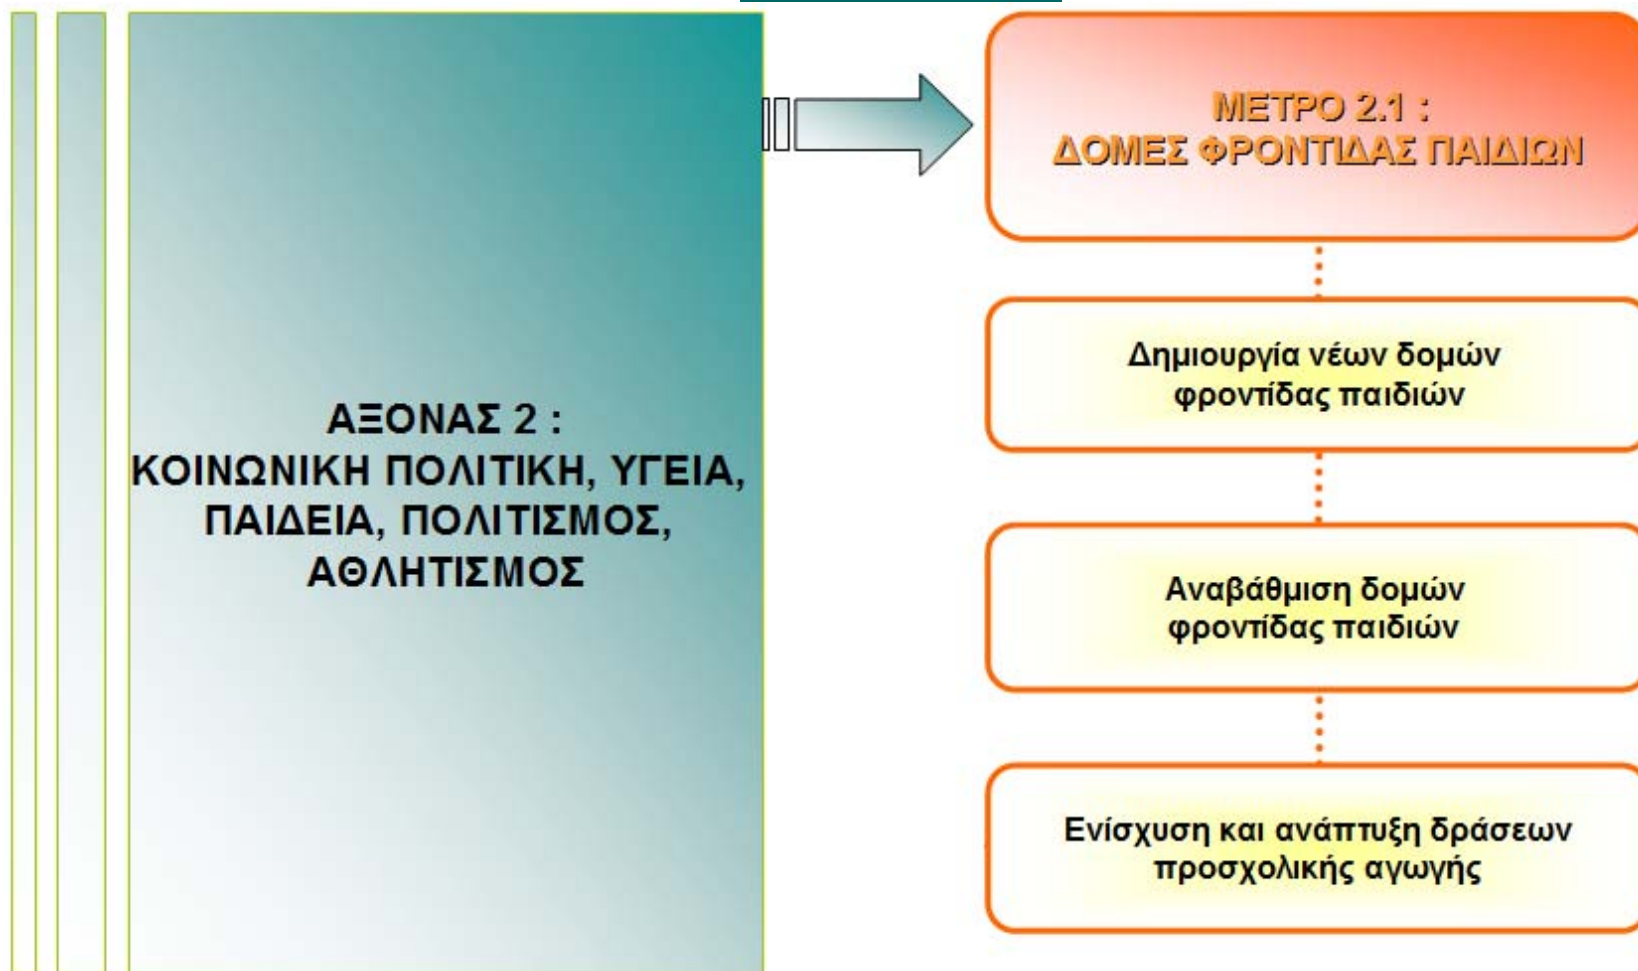 ΑΞΟΝΑΣ 2 :
ΚΟΙΝΩΝΙΚΗ ΠΟΛΙΤΙΚΗ, ΥΓΕΙΑ,
ΠΑΙΔΕΙΑ, ΠΟΛΙΤΙΣΜΟΣ,
ΑΘΛΗΤΙΣΜΟΣ
ΜΕΤΡΟ 2.1 :
ΔΟΜΕΣ ΦΡΟΝΤΙΔΑΣ ΠΑΙΔΙΩΝ
Δημιουργία νέων δομών
φροντίδας παιδιών
Αναβάθμιση δομών
φροντίδας παιδιών
Ενίσχυση και ανάπτυξη δράσεων
προσχολικής αγωγής